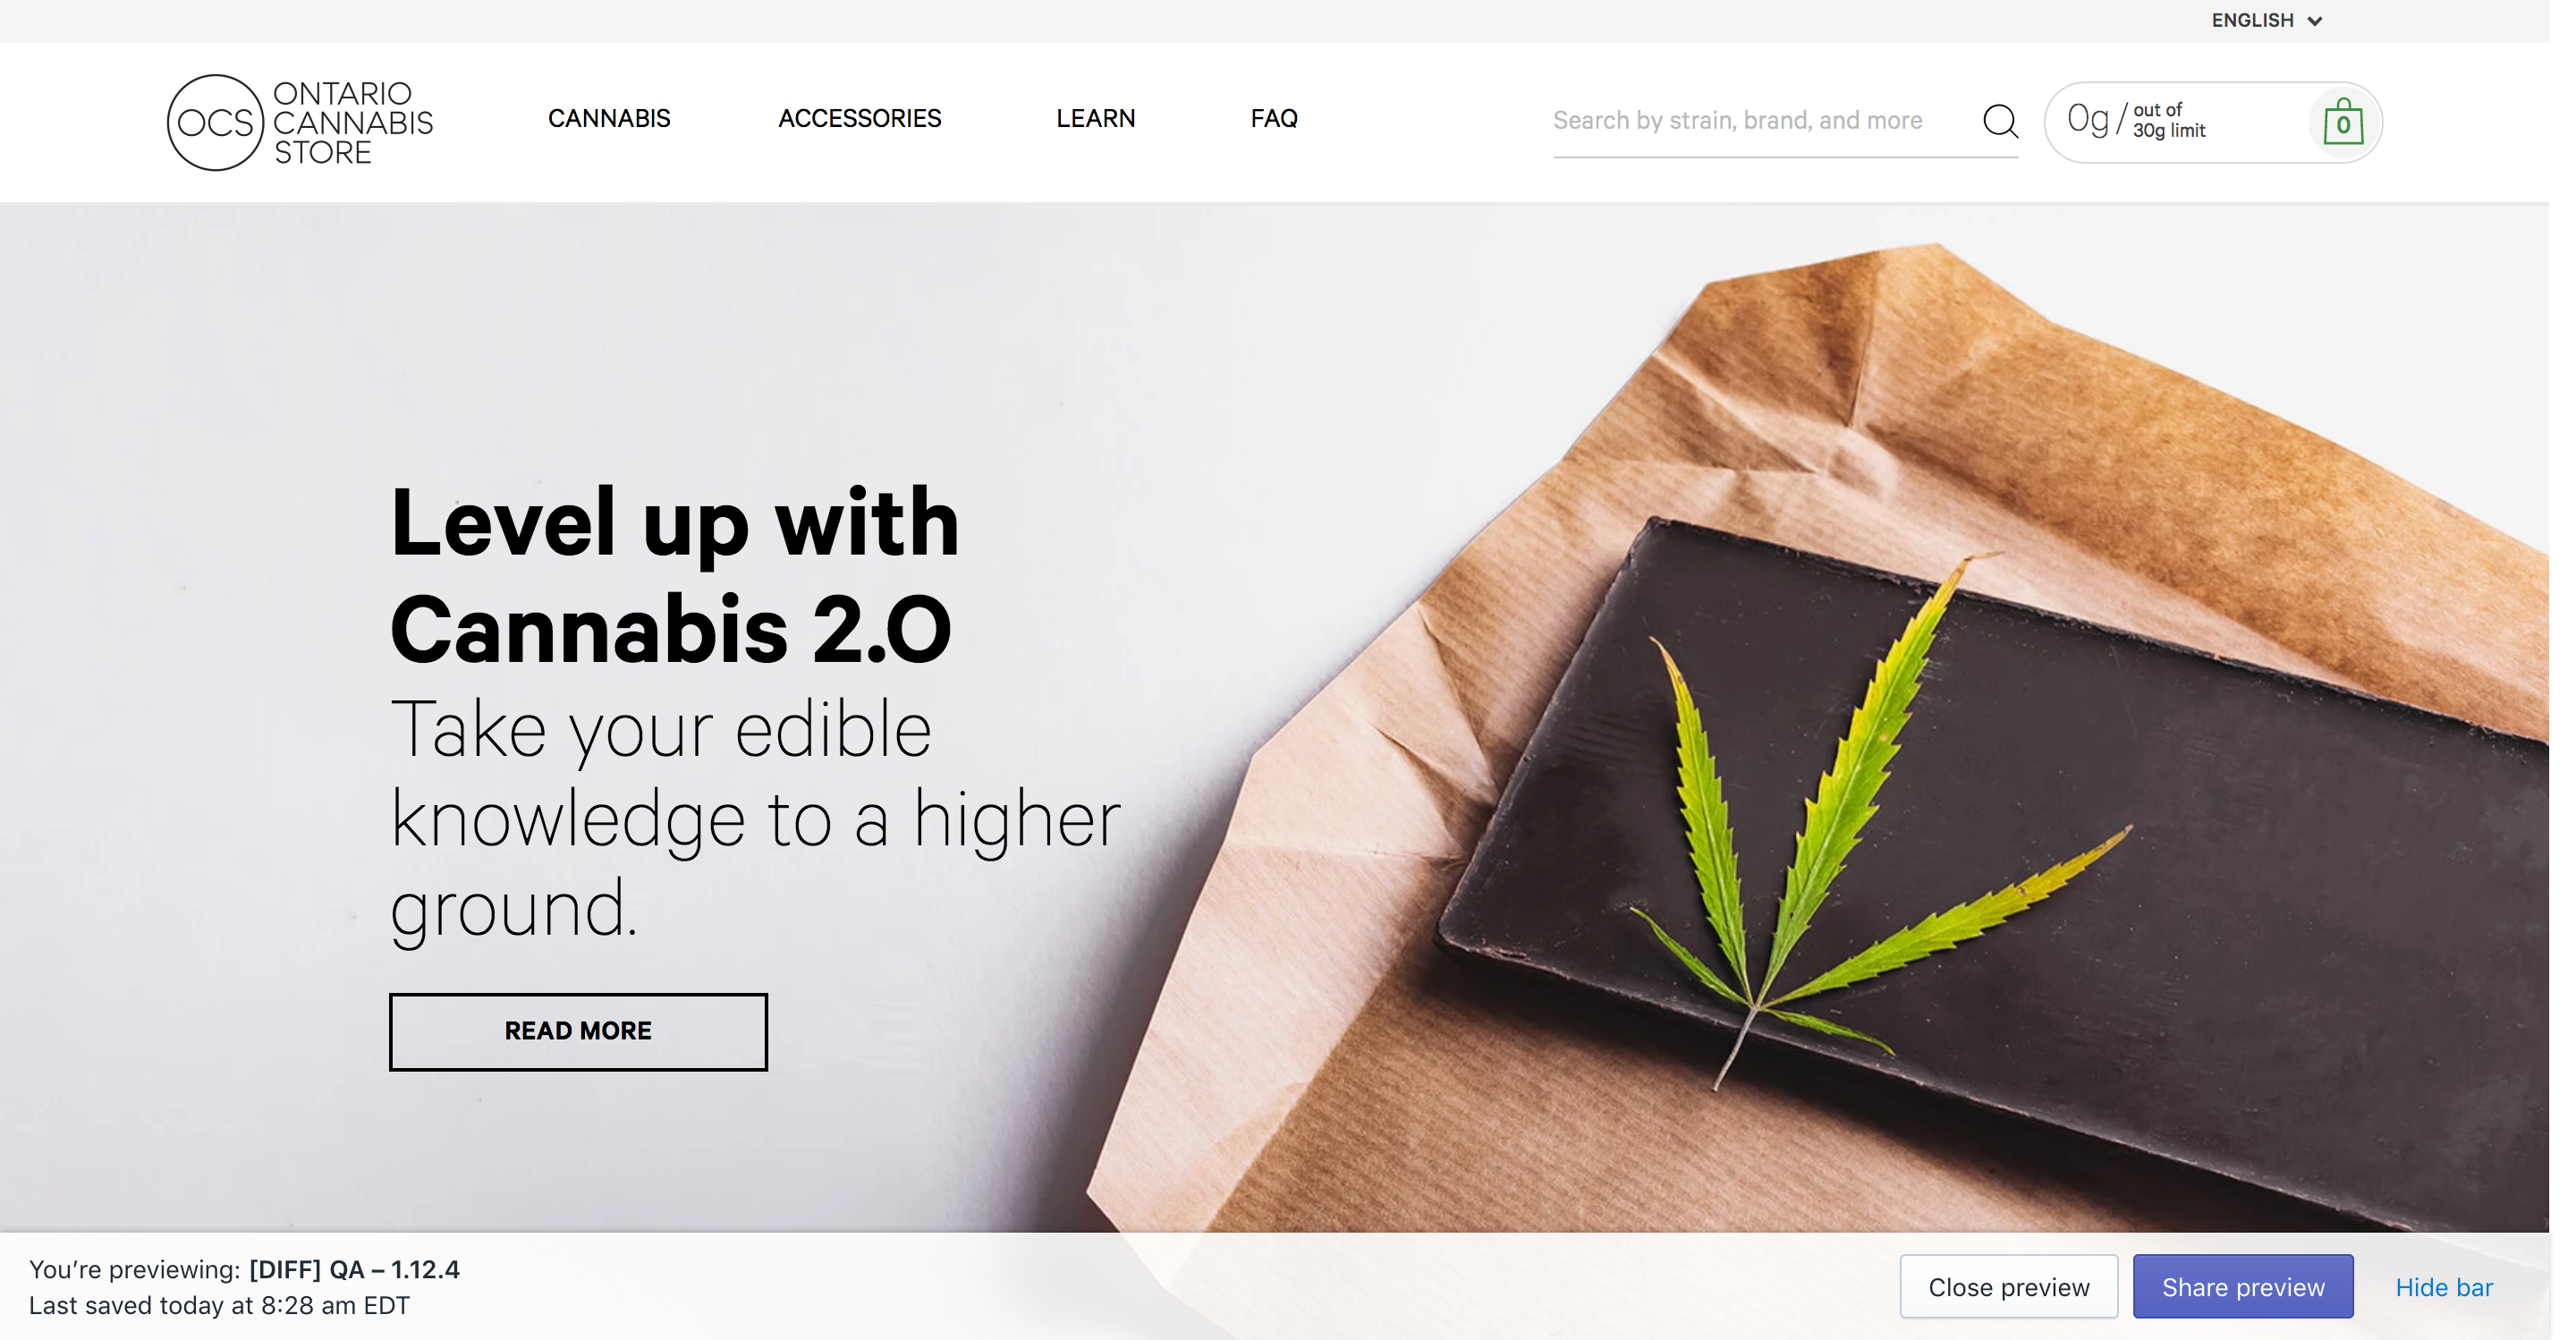 ENGLISH
OCS
ONTARIO
CANNABIS
STORE
CANNABIS
ACCESSORIES
LEARN
FAQ
Search by strain, brand, and more
0g / out of
30g limit
0
Level up with
Cannabis 2.0
Take your edible
knowledge to a higher
ground.
READ MORE
You're previewing: [DIFF] QA – 1.12.4
Last saved today at 8:28 am EDT
Close preview
Share preview
Hide bar